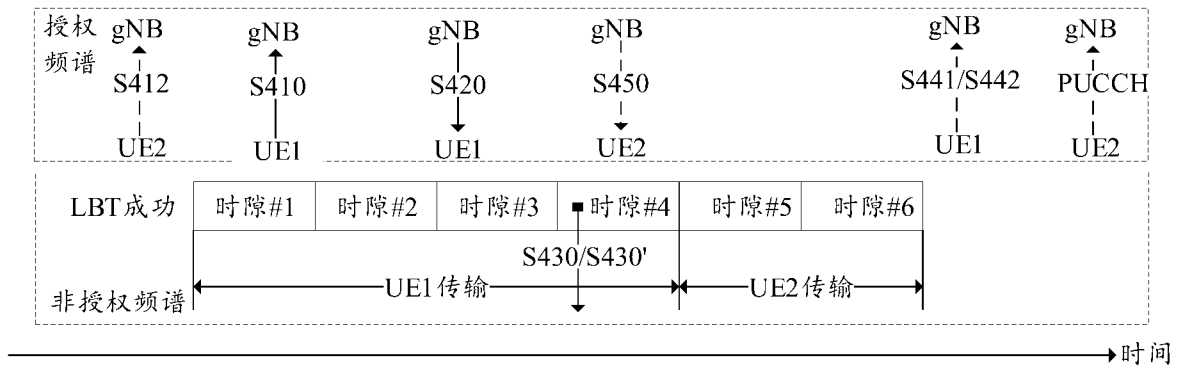 授权频谱
gNB gNB gNB gNB gNB gNB
S412 S410 S420 S450 S441/S442 PUCCH
UE2 UE1 UE1 UE2 UE1 UE2
LBT成功 时隙#1 时隙#2 时隙#3 时隙#4 时隙#5 时隙#6
S430/S430'
UE1传输 UE2传输
非授权频谱
时间